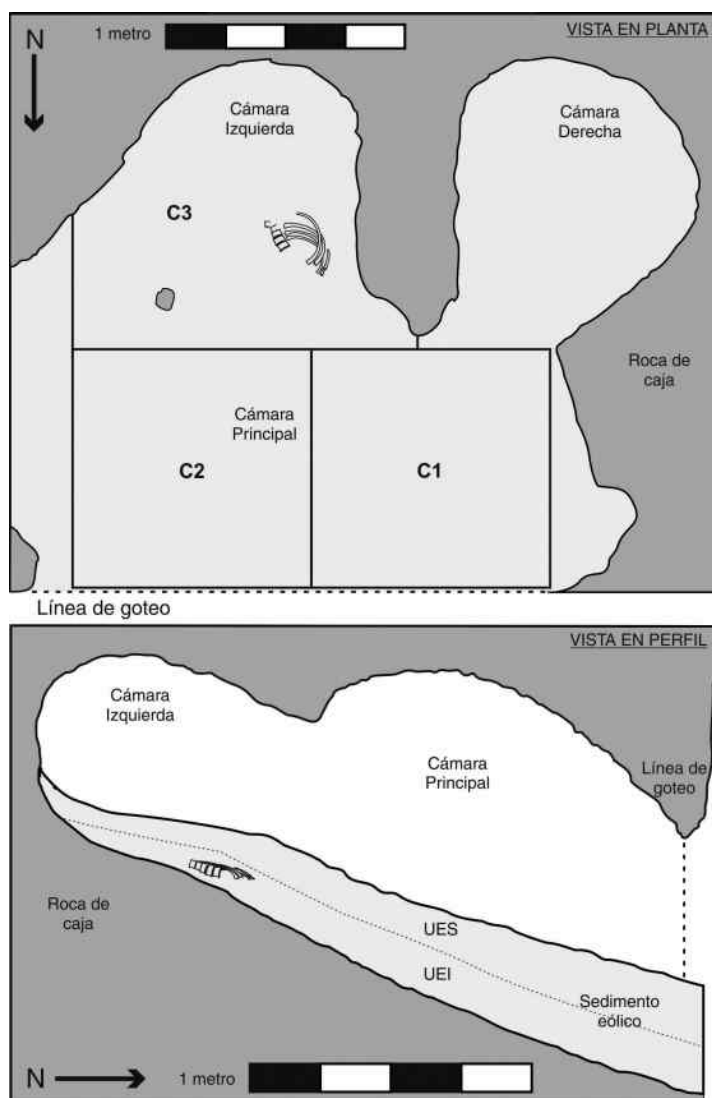 N
1 metro
VISTA EN PLANTA
Cámara
Izquierda
Cámara
Derecha
C3
Roca de
caja
Cámara
Principal
C2
C1
Línea de goteo
VISTA EN PERFIL
Cámara
Izquierda
Cámara
Principal
Línea de
goteo
Roca de
caja
UES
UEI
Sedimento
eólico
N
1 metro